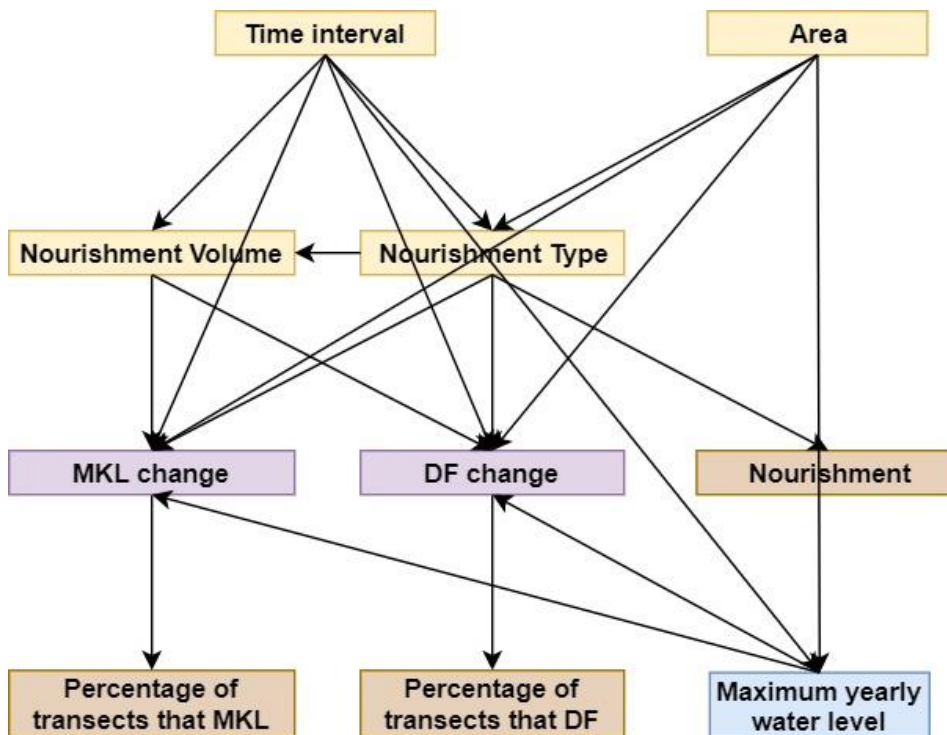 Time interval
Area
Nourishment Volume
Nourishment Type
MKL change
DF change
Nourishment
Percentage of
transects that MKL
Percentage of
transects that DF
Maximum yearly
water level